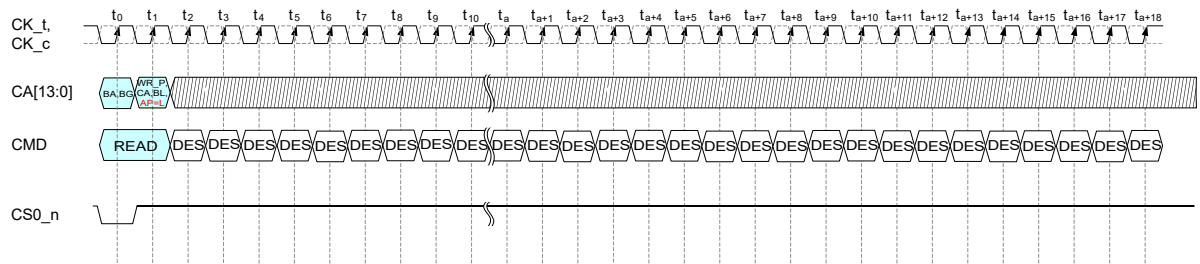 t0 t1 t2 t3 t4 t5 t6 t7 t8 t9 t10 ta ta+1 ta+2 ta+3 ta+4 ta+5 ta+6 ta+7 ta+8 ta+9 ta+10 ta+11 ta+12 ta+13 ta+14 ta+15 ta+16 ta+17 ta+18
CK_t,
CK_c
CA[13:0]
BA,BG
WR_P,
CA,BL,
AP=L
CMD READ DES DES DES DES DES DES DES DES DES DES DES DES DES DES DES DES DES DES DES DES DES DES DES DES DES DES DES DES
CS0_n